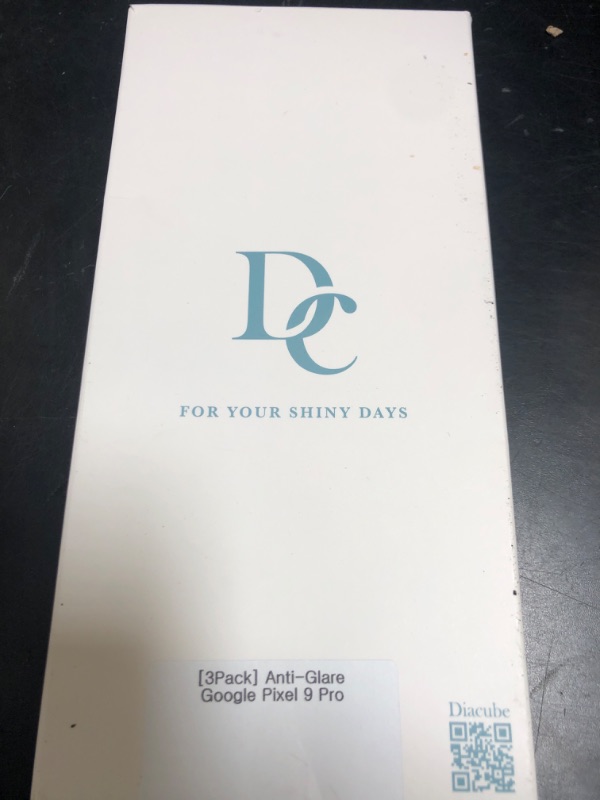 DC
FOR YOUR SHINY DAYS
[3Pack] Anti-Glare
Google Pixel 9 Pro
Diacube